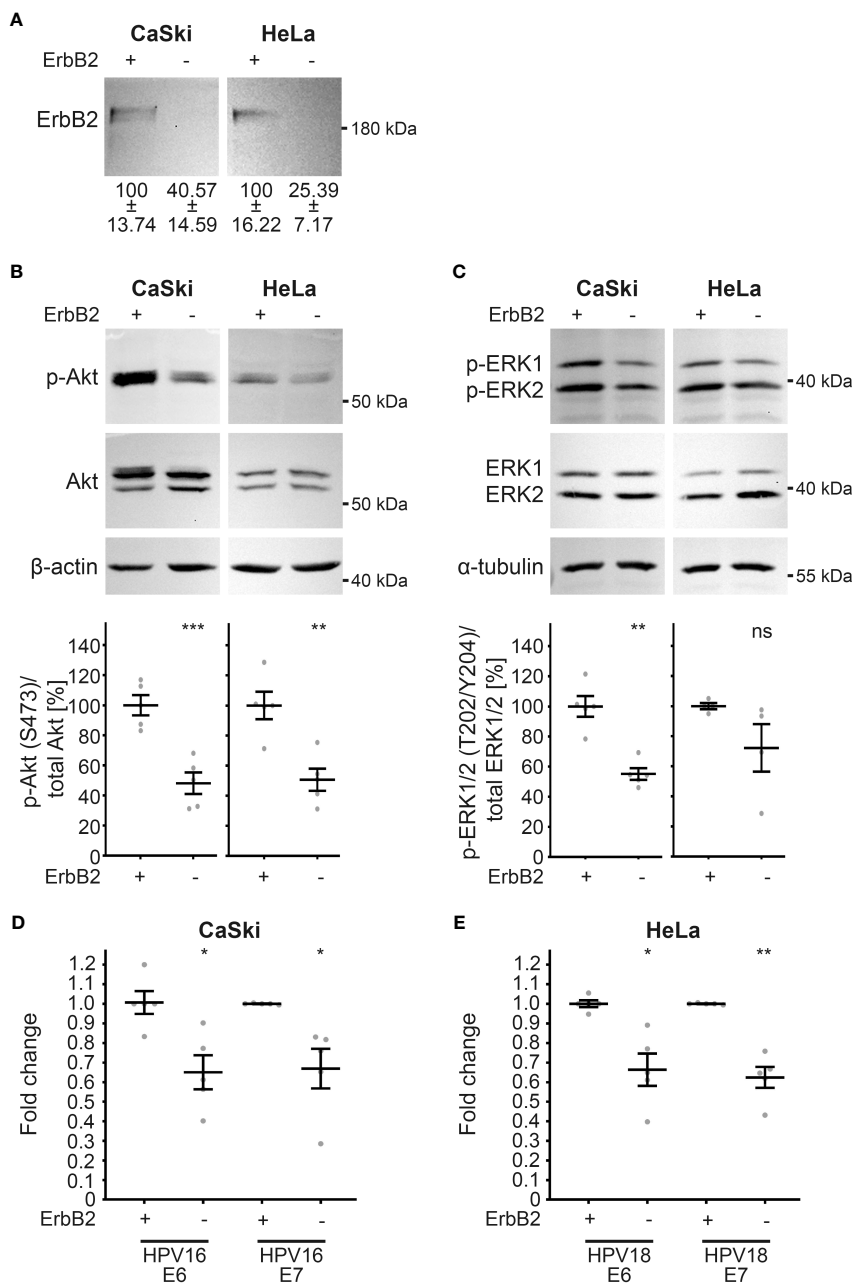 A
CaSki HeLa
ErbB2 + - + -
ErbB2
180 kDa
100 40.57 100 25.39
± ± ± ±
13.74 14.59 16.22 7.17
B
CaSki HeLa
ErbB2 + - + -
p-Akt
50 kDa
Akt
50 kDa
β-actin
40 kDa
p-Akt (S473)/
total Akt [%]
*** **
140
120
100
80
60
40
20
0
ErbB2 + - + -
C
CaSki HeLa
ErbB2 + - + -
p-ERK1
40 kDa
p-ERK2
ERK1
40 kDa
ERK2
α-tubulin
55 kDa
p-ERK1/2 (T202/Y204)/
total ERK1/2 [%]
** ns
140
120
100
80
60
40
20
0
ErbB2 + - + -
D
CaSki
* *
Fold change
1.2
1.1
1.0
0.9
0.8
0.7
0.6
0.5
0.4
0.3
0.2
0.1
0
ErbB2 + - + -
HPV16 HPV16
E6 E7
E
HeLa
* **
Fold change
1.2
1.1
1.0
0.9
0.8
0.7
0.6
0.5
0.4
0.3
0.2
0.1
0
ErbB2 + - + -
HPV18 HPV18
E6 E7